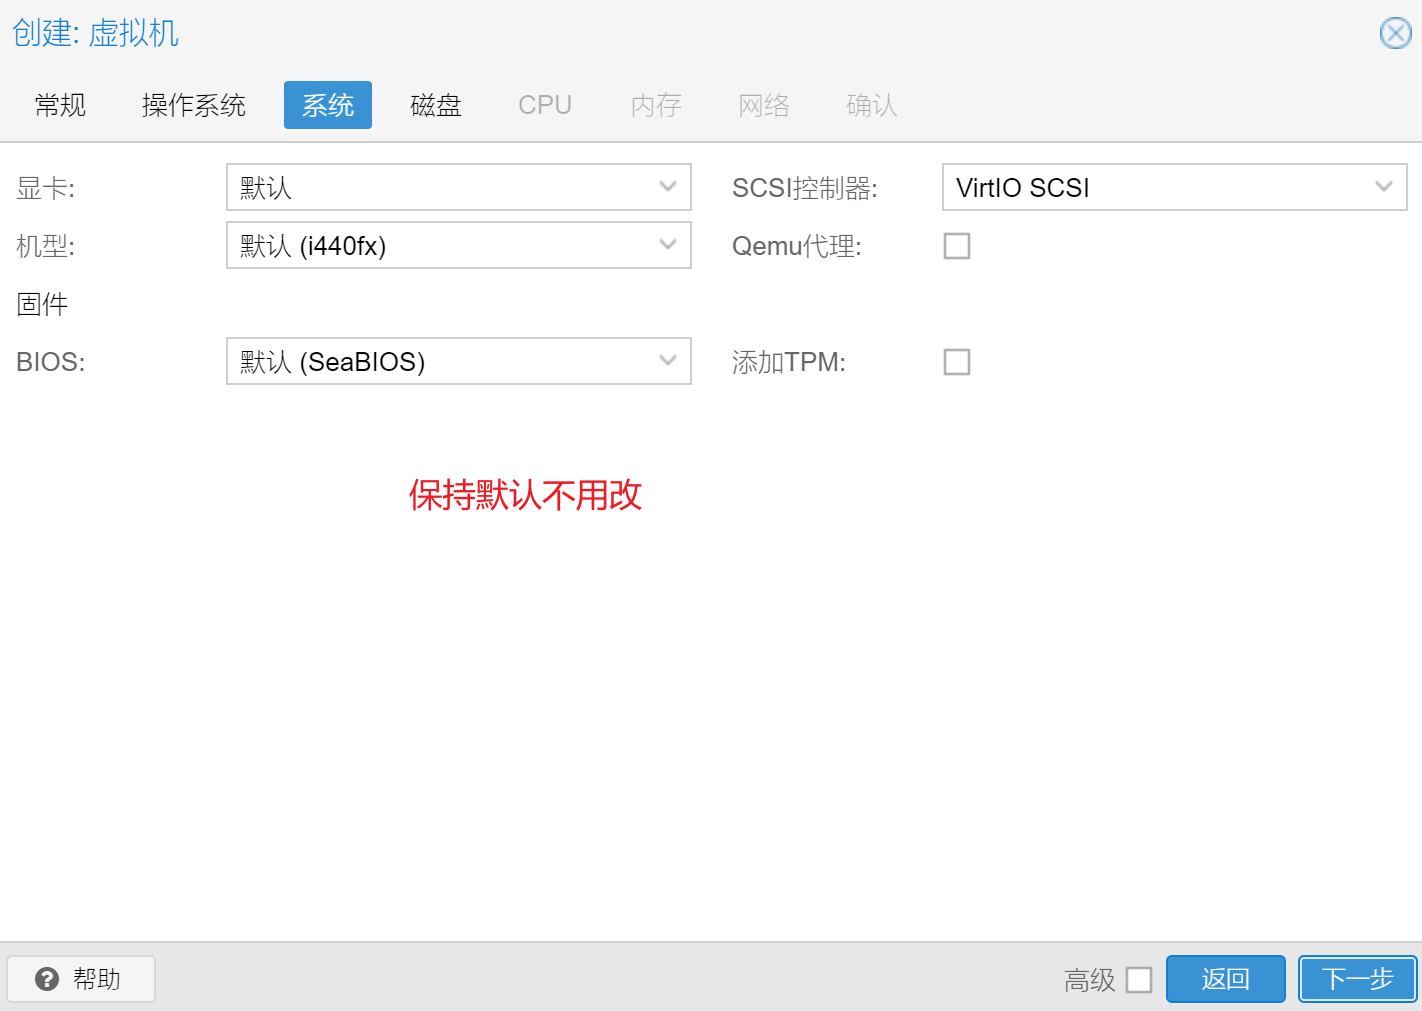 创建: 虚拟机
常规 操作系统 系统 磁盘 CPU 内存 网络 确认
显卡: 默认 SCSI控制器: VirtIO SCSI
机型: 默认 (i440fx) Qemu代理:
固件
BIOS: 默认 (SeaBIOS) 添加TPM:
保持默认不用改
帮助 高级 返回 下一步